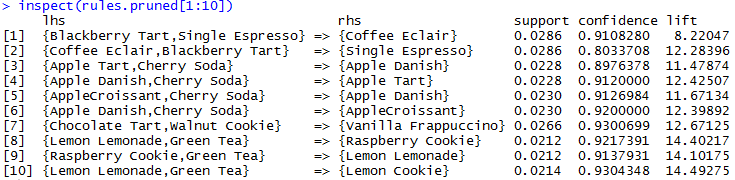 > inspect(rules.pruned[1:10])
lhs rhs support confidence lift
[1] {Blackberry Tart,Single Espresso} => {Coffee Eclair} 0.0286 0.9108280 8.22047
[2] {Coffee Eclair,Blackberry Tart} => {Single Espresso} 0.0286 0.8033708 12.28396
[3] {Apple Tart,Cherry Soda} => {Apple Danish} 0.0228 0.8976378 11.47874
[4] {Apple Danish,Cherry Soda} => {Apple Tart} 0.0228 0.9120000 12.42507
[5] {AppleCroissant,Cherry Soda} => {Apple Danish} 0.0230 0.9126984 11.67134
[6] {Apple Danish,Cherry Soda} => {AppleCroissant} 0.0230 0.9200000 12.39892
[7] {Chocolate Tart,Walnut Cookie} => {Vanilla Frappuccino} 0.0266 0.9300699 12.67125
[8] {Lemon Lemonade,Green Tea} => {Raspberry Cookie} 0.0212 0.9217391 14.40217
[9] {Raspberry Cookie,Green Tea} => {Lemon Lemonade} 0.0212 0.9137931 14.10175
[10] {Lemon Lemonade,Green Tea} => {Lemon Cookie} 0.0214 0.9304348 14.49275